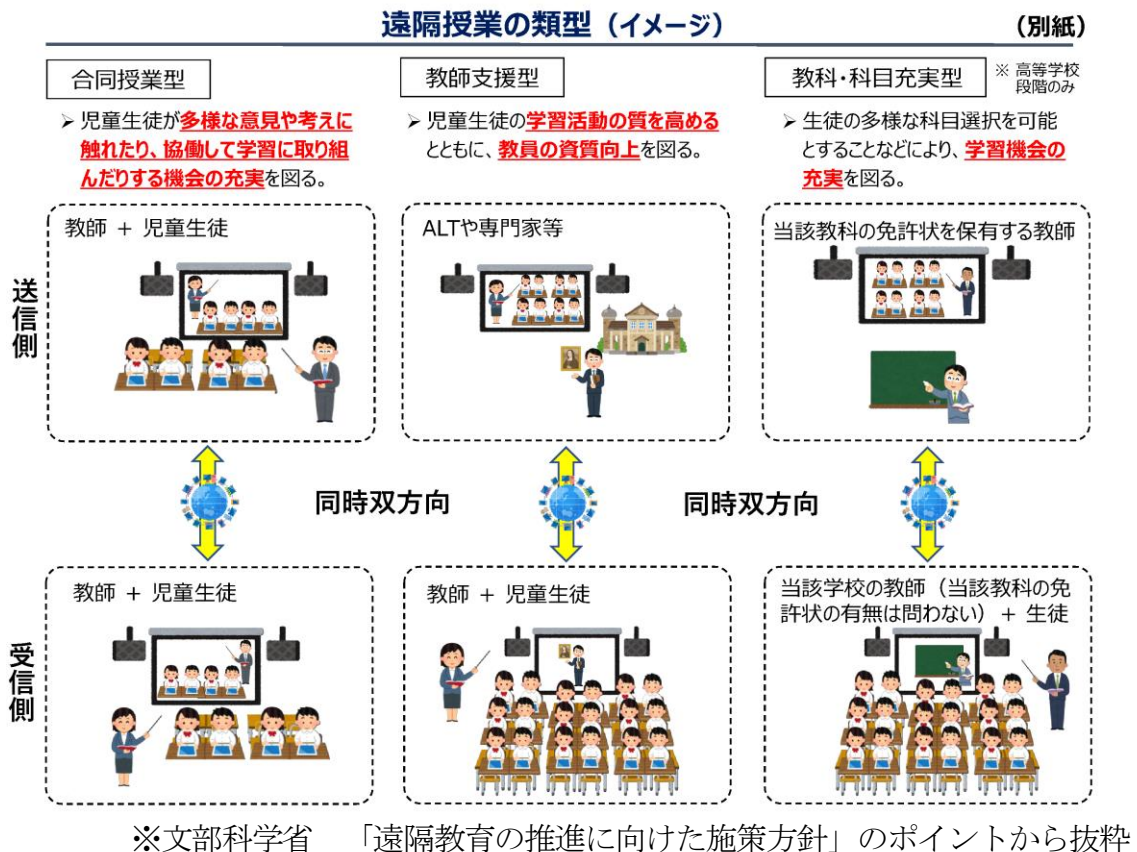 遠隔授業の類型（イメージ）
（別紙）
合同授業型
➢ 児童生徒が多様な意見や考えに
触れたり、協働して学習に取り組
んだりする機会の充実を図る。
教師支援型
➢ 児童生徒の学習活動の質を高める
とともに、教員の資質向上を図る。
教科・科目充実型
※ 高等学校
段階のみ
➢ 生徒の多様な科目選択を可能
とすることなどにより、学習機会の
充実を図る。
送信側
教師 + 児童生徒
ALTや専門家等
当該教科の免許状を保有する教師
同時双方向
同時双方向
受信側
教師 + 児童生徒
教師 + 児童生徒
当該学校の教師（当該教科の免
許状の有無は問わない）+ 生徒
※文部科学省 「遠隔教育の推進に向けた施策方針」のポイントから抜粋